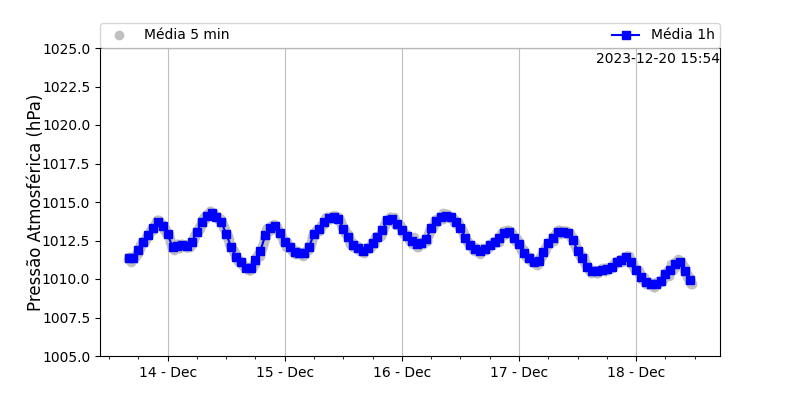 Média 5 min
Média 1h
2023-12-20 15:54
Pressão Atmosférica (hPa)
1025.0
1022.5
1020.0
1017.5
1015.0
1012.5
1010.0
1007.5
1005.0
14 - Dec
15 - Dec
16 - Dec
17 - Dec
18 - Dec